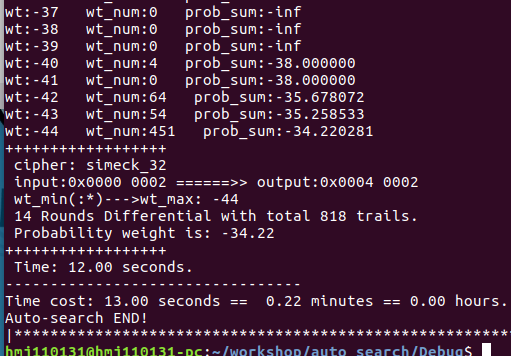 wt:-37 wt_num:0 prob_sum:-inf
wt:-38 wt_num:0 prob_sum:-inf
wt:-39 wt_num:0 prob_sum:-inf
wt:-40 wt_num:4 prob_sum:-38.000000
wt:-41 wt_num:0 prob_sum:-38.000000
wt:-42 wt_num:64 prob_sum:-35.678072
wt:-43 wt_num:54 prob_sum:-35.258533
wt:-44 wt_num:451 prob_sum:-34.220281
+++++++++++++++++
cipher: simeck_32
input:0x0000 0002 ======>> output:0x0004 0002
wt_min(:*)--->wt_max: -44
14 Rounds Differential with total 818 trails.
Probability weight is: -34.22
+++++++++++++++++
Time: 12.00 seconds.
-------------------------------
Time cost: 13.00 seconds == 0.22 minutes == 0.00 hours.
Auto-search END!
|*******************************************************
hmj110131@hmj110131-pc:~/workshop/auto_search/Debug$